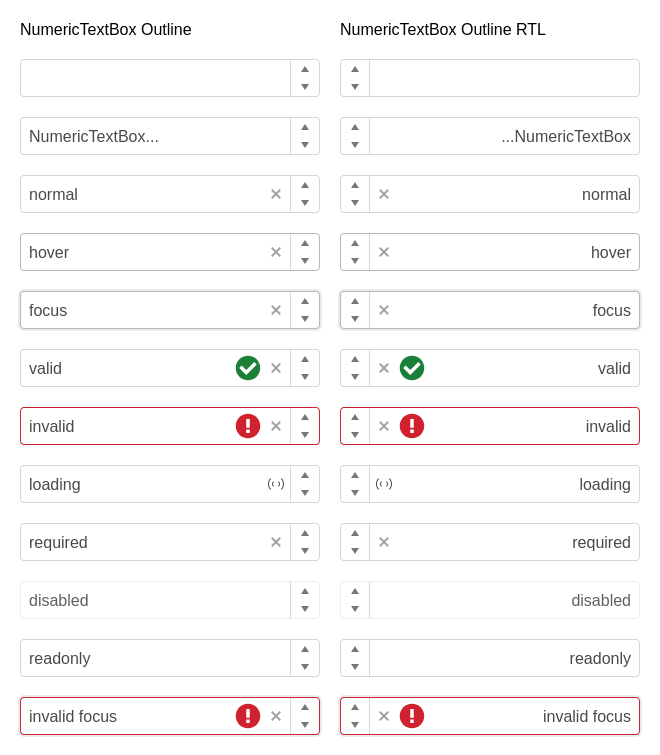 NumericTextBox Outline
NumericTextBox Outline RTL
NumericTextBox...
...NumericTextBox
normal
normal
hover
hover
focus
focus
valid
valid
invalid
invalid
loading
loading
required
required
disabled
disabled
readonly
readonly
invalid focus
invalid focus